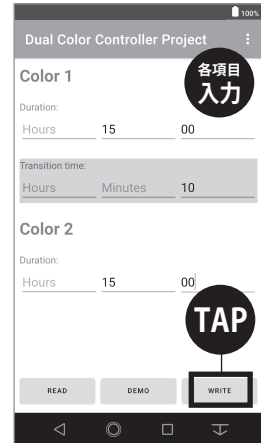 100%
Dual Color Controller Project
各項目
入力
Color 1
Duration:
Hours 15 00
Transition time:
Hours Minutes 10
Color 2
Duration:
Hours 15 00
TAP
READ DEMO WRITE